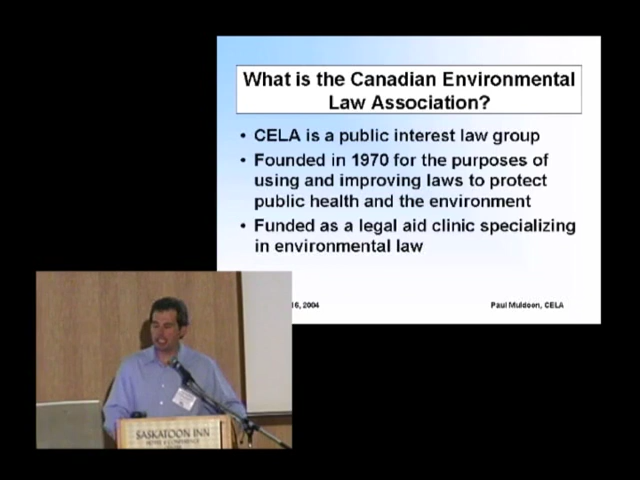 What is the Canadian Environmental
Law Association?
• CELA is a public interest law group
• Founded in 1970 for the purposes of
using and improving laws to protect
public health and the environment
• Funded as a legal aid clinic specializing
in environmental law
16, 2004
Paul Muldoon, CELA
SASKATOON INN